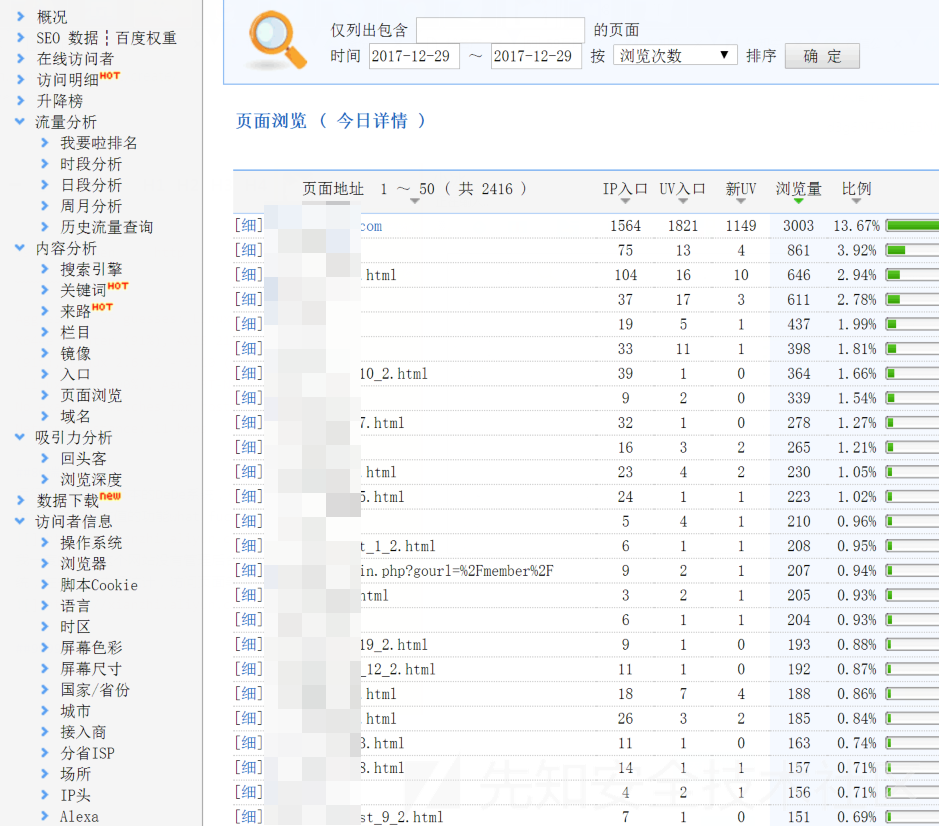 概况
SEO 数据┆百度权重
在线访问者
访问明细HOT
升降榜
流量分析
我要啦排名
时段分析
日段分析
周月分析
历史流量查询
内容分析
搜索引擎
关键词HOT
来路HOT
栏目
镜像
入口
页面浏览
域名
吸引力分析
回头客
浏览深度
数据下载new
访问者信息
操作系统
浏览器
脚本Cookie
语言
时区
屏幕色彩
屏幕尺寸
国家/省份
城市
接入商
分省ISP
场所
IP头
Alexa
仅列出包含 的页面
时间 2017-12-29 ～ 2017-12-29 按 浏览次数 排序 确 定
页面浏览 ( 今日详情 )
页面地址 1 ～ 50 ( 共 2416 ) IP入口 UV入口 新UV 浏览量 比例
[细] com 1564 1821 1149 3003 13.67%
[细] 75 13 4 861 3.92%
[细] .html 104 16 10 646 2.94%
[细] 37 17 3 611 2.78%
[细] 19 5 1 437 1.99%
[细] 33 11 1 398 1.81%
[细] 10_2.html 39 1 0 364 1.66%
[细] 9 2 0 339 1.54%
[细] 7.html 32 1 0 278 1.27%
[细] 16 3 2 265 1.21%
[细] .html 23 4 2 230 1.05%
[细] 5.html 24 1 1 223 1.02%
[细] 5 4 1 210 0.96%
[细] t_1_2.html 6 1 1 208 0.95%
[细] in.php?gourl=%2Fmember%2F 9 2 1 207 0.94%
[细] html 3 2 1 205 0.93%
[细] 6 1 1 204 0.93%
[细] 19_2.html 9 1 0 193 0.88%
[细] _12_2.html 11 1 0 192 0.87%
[细] .html 18 7 4 188 0.86%
[细] .html 26 3 2 185 0.84%
[细] 3.html 11 1 0 163 0.74%
[细] 8.html 14 1 1 157 0.71%
[细] 4 2 1 156 0.71%
[细] st_9_2.html 7 1 0 151 0.69%
先知安全技术社区